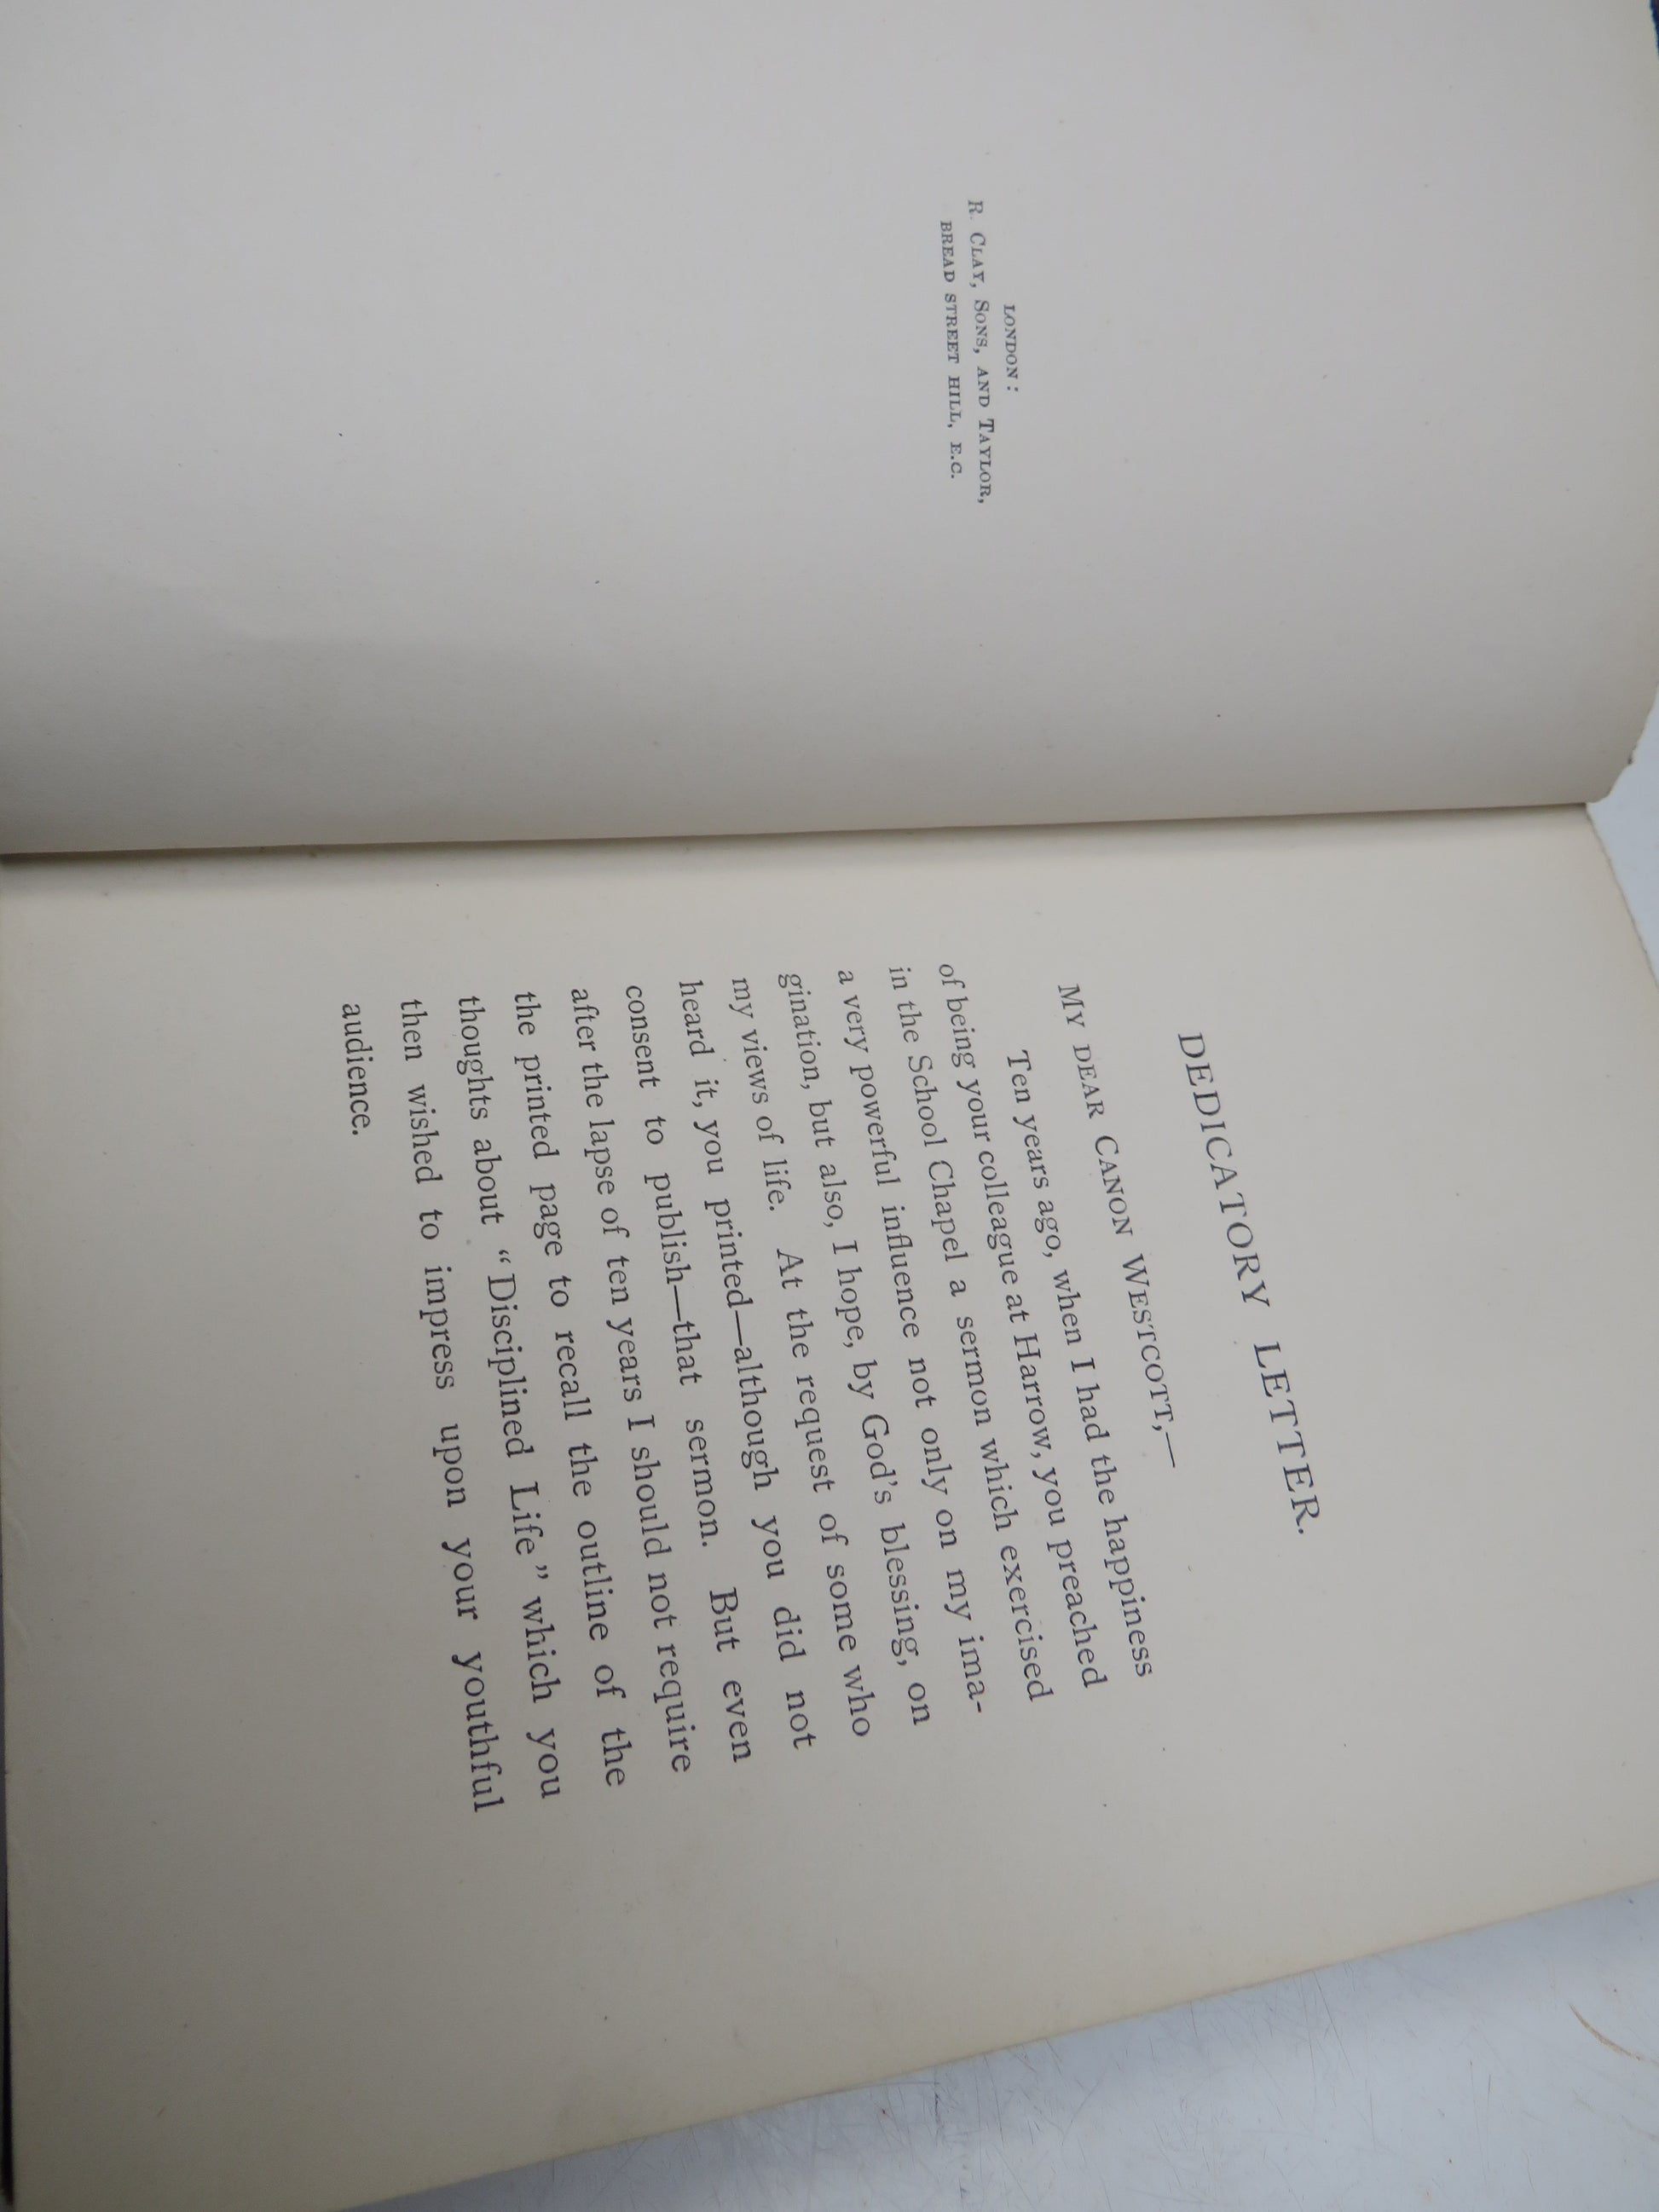 LONDON:
R. CLAY, SONS, AND TAYLOR,
BREAD STREET HILL, E.C.
DEDICATORY LETTER.
MY DEAR CANON WESTCOTT,—
Ten years ago, when I had the happiness
of being your colleague at Harrow, you preached
in the School Chapel a sermon which exercised
a very powerful influence not only on my ima-
gination, but also, I hope, by God's blessing, on
my views of life. At the request of some who
heard it, you printed—although you did not
consent to publish—that sermon. But even
after the lapse of ten years I should not require
the printed page to recall the outline of the
thoughts about “Disciplined Life” which you
then wished to impress upon your youthful
audience.